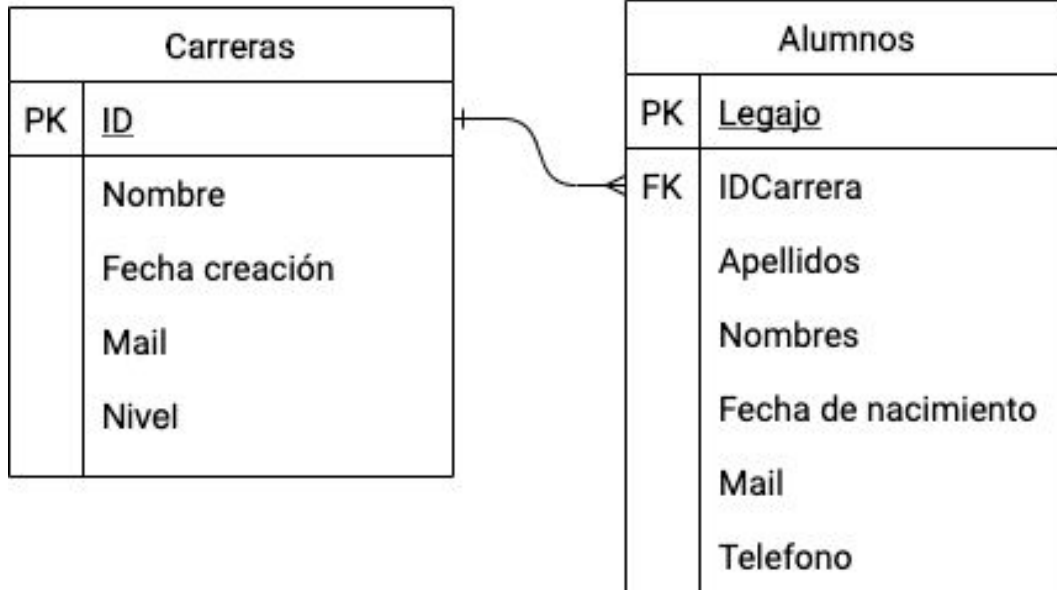 Carreras
PK ID
Nombre
Fecha creación
Mail
Nivel
Alumnos
PK Legajo
FK IDCarrera
Apellidos
Nombres
Fecha de nacimiento
Mail
Telefono